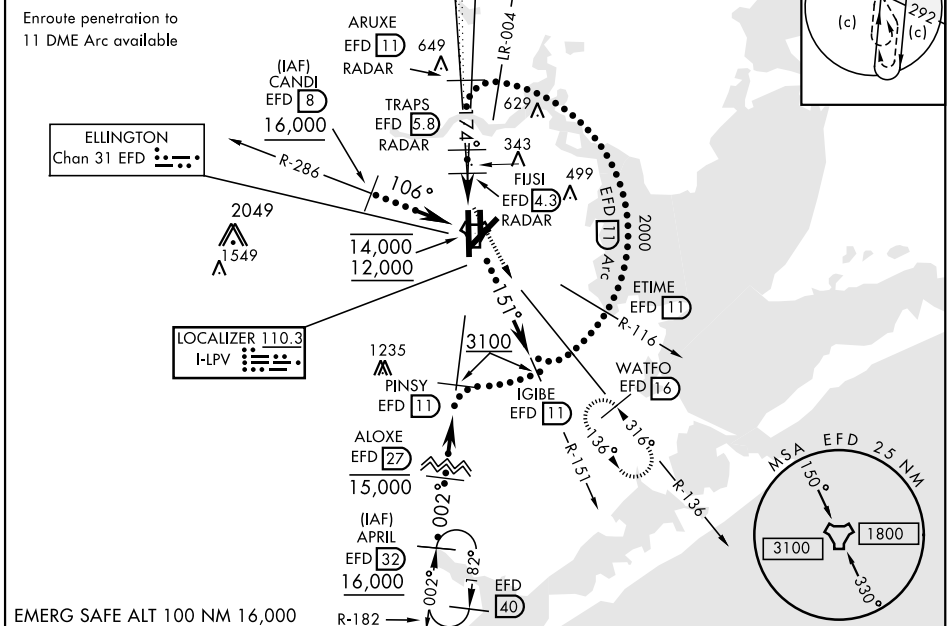 Enroute penetration to
11 DME Arc available
ARUXE
EFD 11
RADAR
649
LR-004
(IAF)
CANDI
EFD 8
16,000
TRAPS
EFD 5.8
RADAR
174°
629
343
FIJSI
EFD 4.3
RADAR
499
(c)
(c)
292
ELLINGTON
Chan 31 EFD
R-286
106°
2049
1549
14,000
12,000
EFD 11 Arc
2000
ETIME
EFD 11
R-116
LOCALIZER 110.3
I-LPV
151°
3100
1235
PINSY
EFD 11
IGIBE
EFD 11
R-151
WATFO
EFD 16
316°
136°
R-136
ALOXE
EFD 27
15,000
002°
(IAF)
APRIL
EFD 32
16,000
002°
182°
EFD
40
R-182
MSA EFD 25 NM
150°
3100
1800
330°
EMERG SAFE ALT 100 NM 16,000